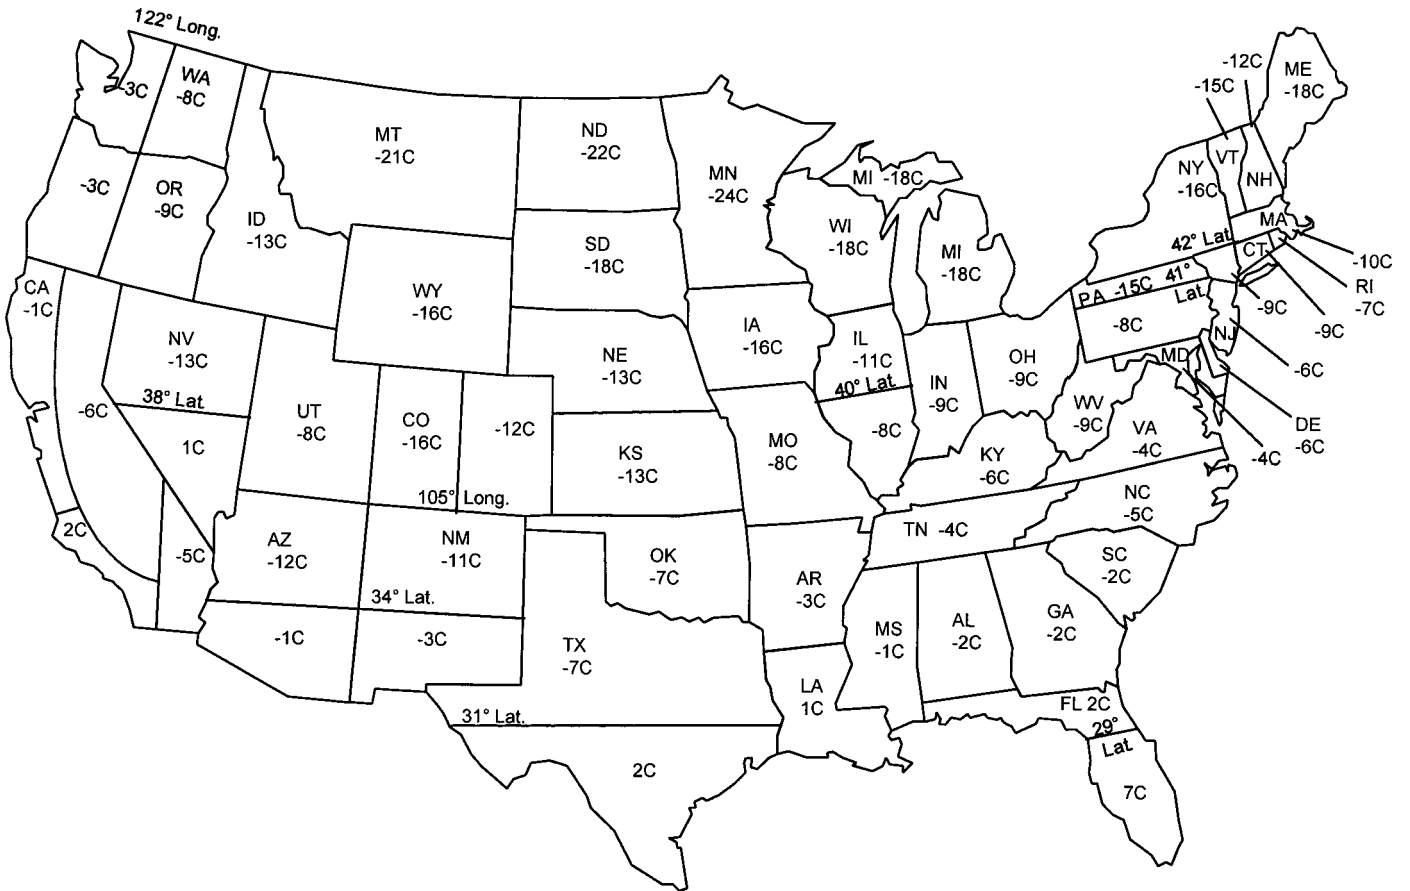 122° Long.
-3C
WA
-8C
-3C
OR
-9C
ID
-13C
MT
-21C
ND
-22C
MN
-24C
SD
-18C
WY
-16C
CA
-1C
NV
-13C
38° Lat
1C
-6C
2C
-5C
UT
-8C
CO
-16C
-12C
105° Long.
NE
-13C
KS
-13C
IA
-16C
MO
-8C
WI
-18C
MI -18C
MI
-18C
IL
-11C
40° Lat
-8C
IN
-9C
OH
-9C
KY
-6C
WV
-9C
VA
-4C
NC
-5C
TN -4C
SC
-2C
GA
-2C
AL
-2C
MS
-1C
AR
-3C
LA
1C
OK
-7C
TX
-7C
31° Lat.
2C
AZ
-12C
-1C
NM
-11C
34° Lat.
-3C
FL 2C
29°
Lat
7C
ME
-18C
-12C
-15C
VT
NH
NY
-16C
42° Lat
MA
-10C
CT
RI
-7C
-9C
-9C
PA -15C 41°
Lat
-8C
NJ
-6C
MD
DE
-6C
-4C